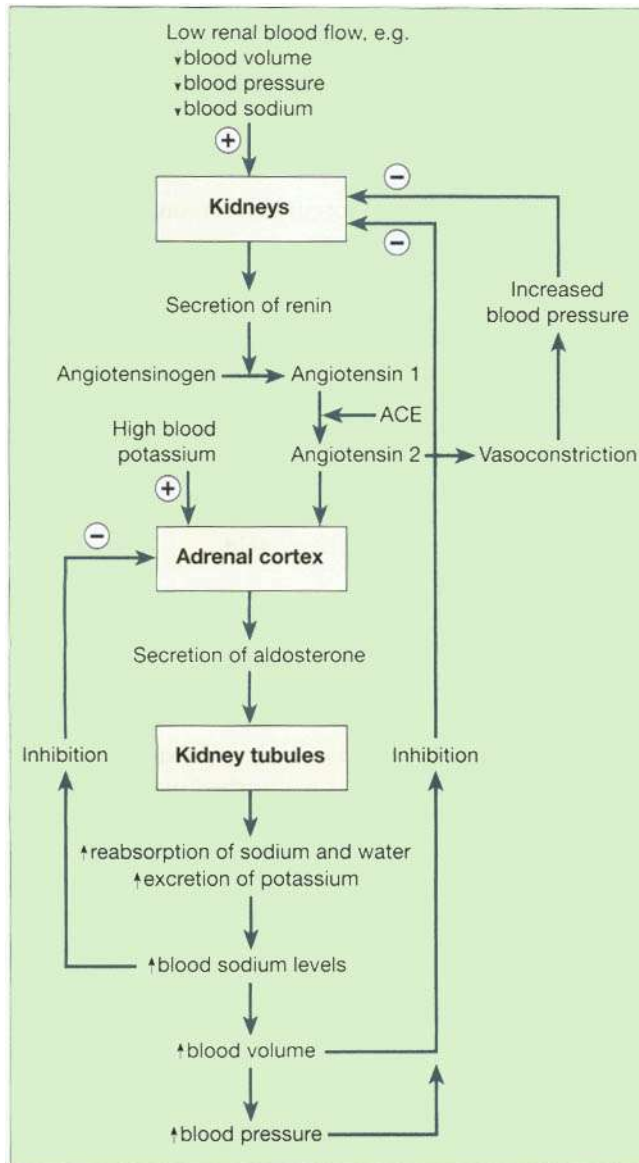 Low renal blood flow, e.g.
▾blood volume
▾blood pressure
▾blood sodium
+
−
Kidneys
−
Secretion of renin
Increased
blood pressure
Angiotensinogen
Angiotensin 1
ACE
High blood
potassium
Angiotensin 2
Vasoconstriction
+
−
Adrenal cortex
Secretion of aldosterone
Inhibition
Kidney tubules
Inhibition
↑reabsorption of sodium and water
↑excretion of potassium
↑blood sodium levels
↑blood volume
↑blood pressure